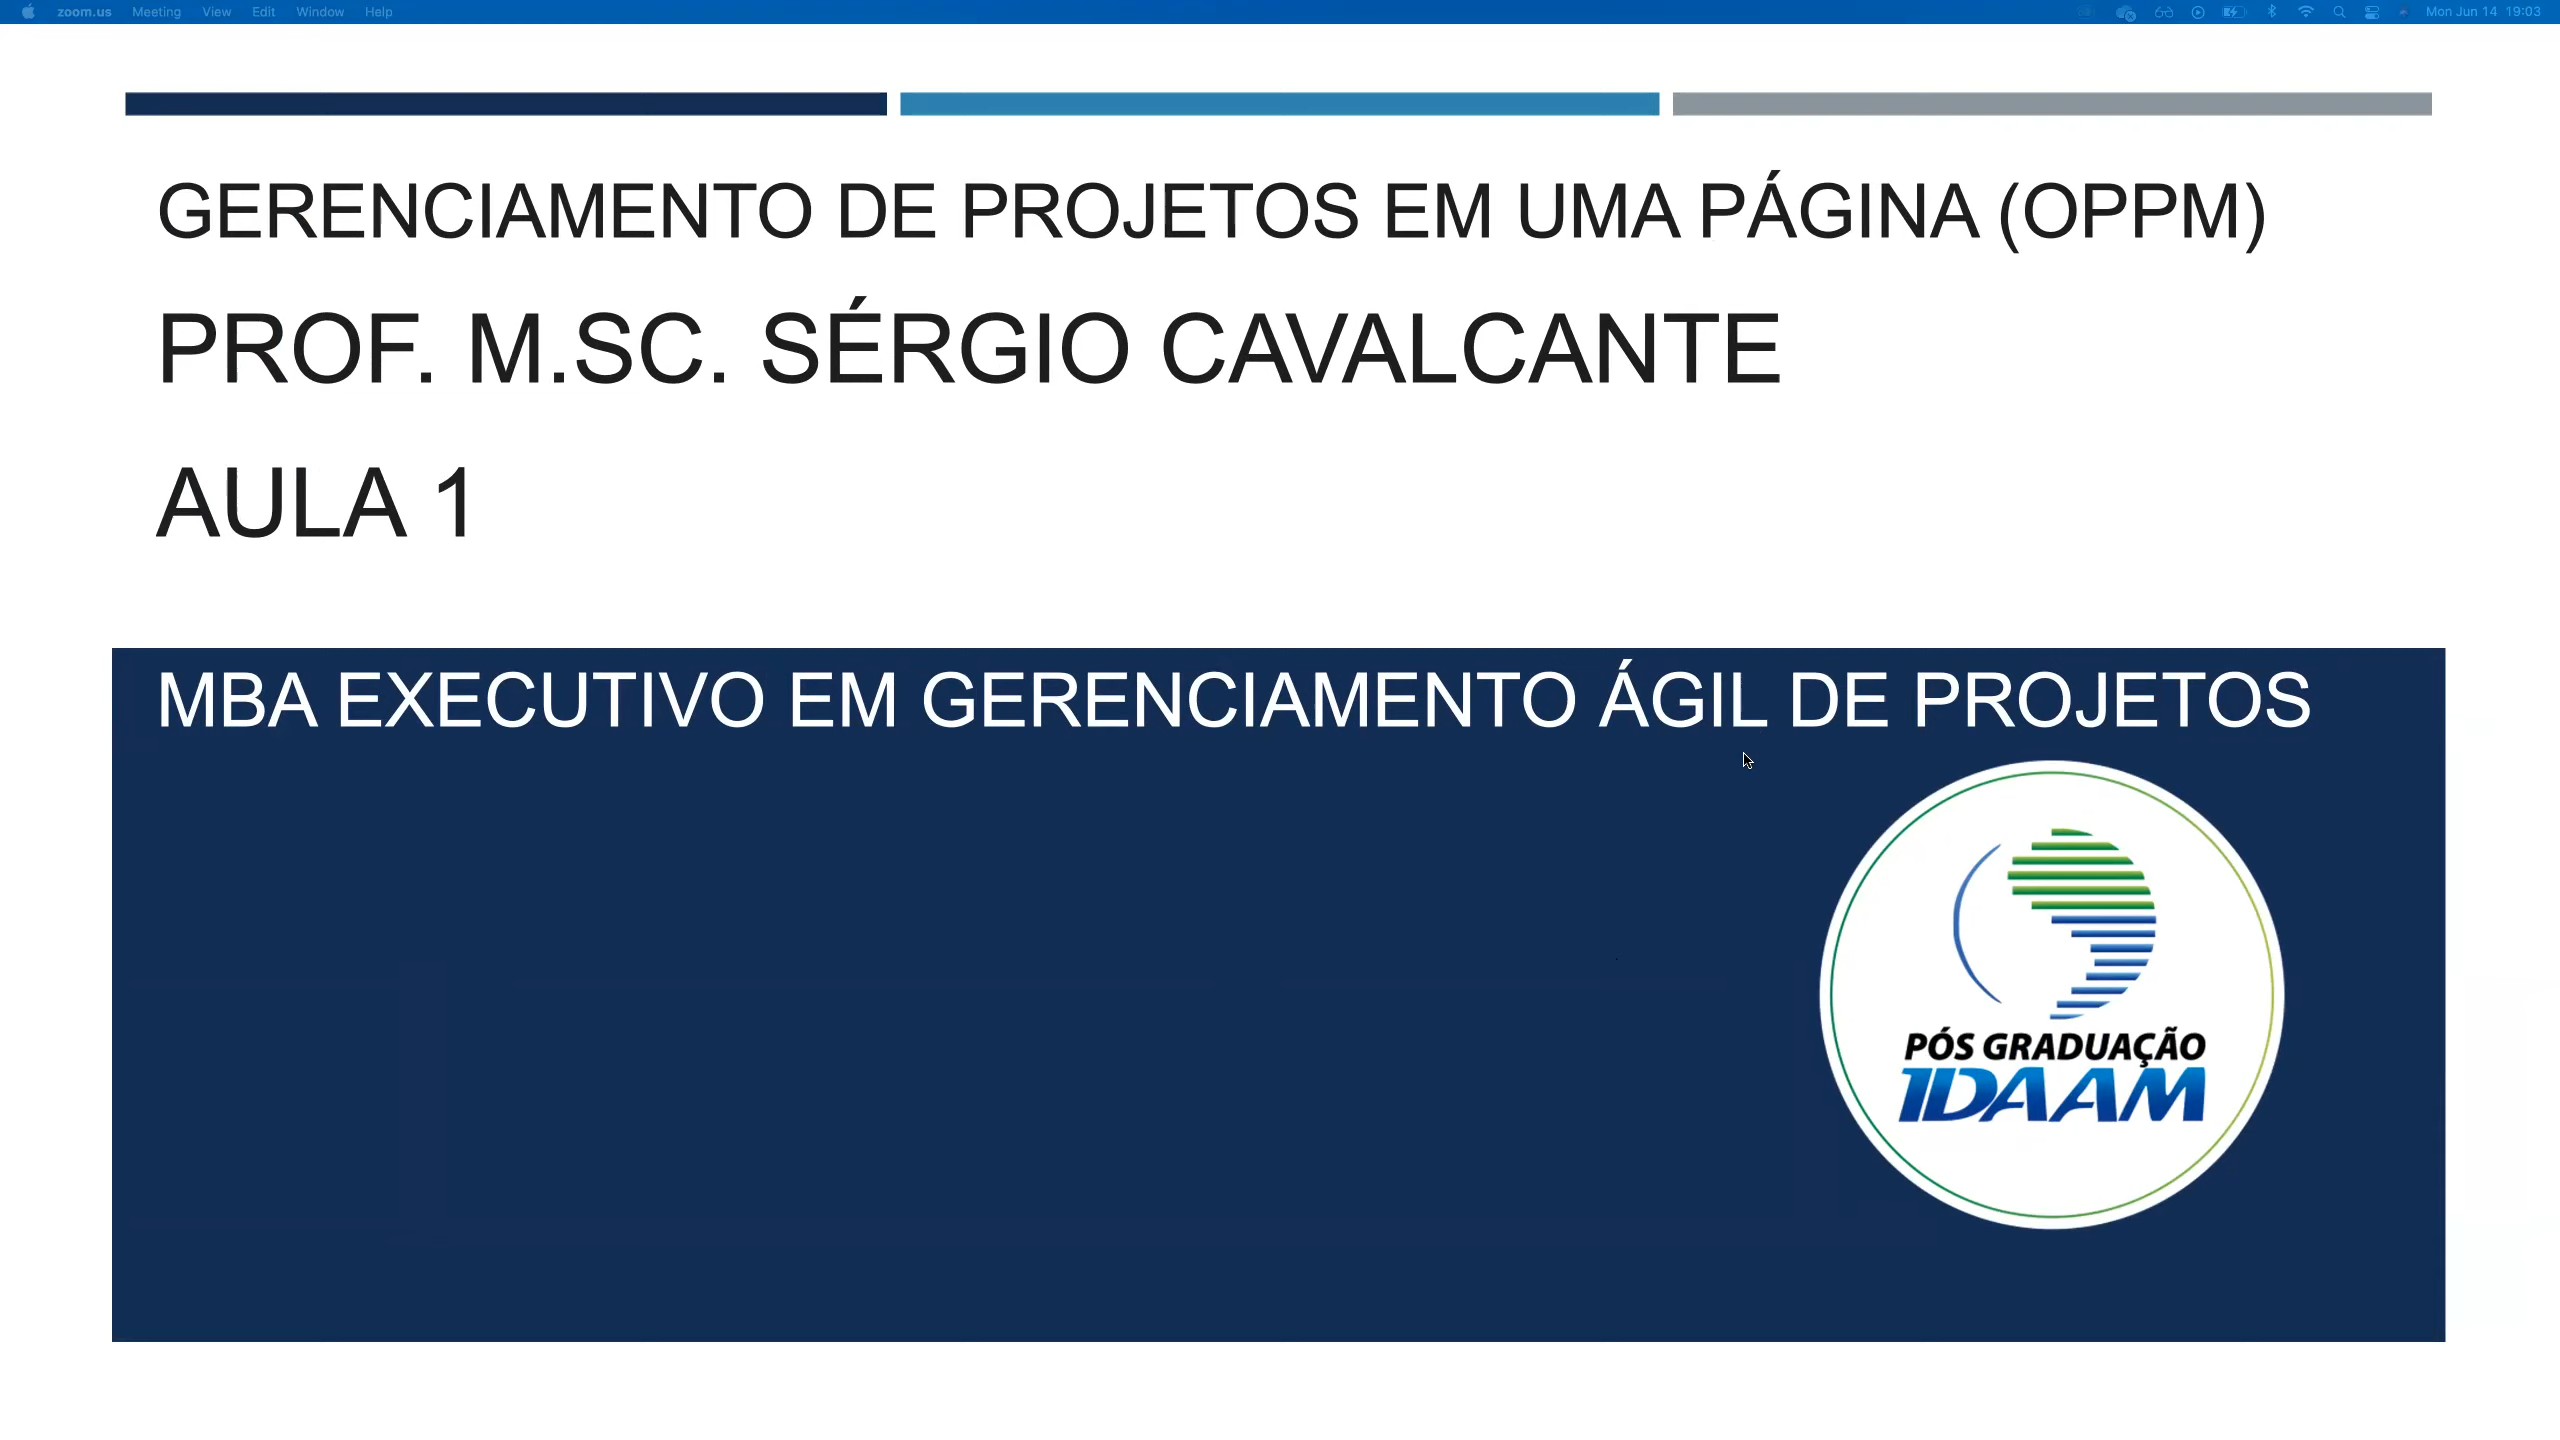 zoom.us Meeting View Edit Window Help Mon Jun 14 19:03
GERENCIAMENTO DE PROJETOS EM UMA PÁGINA (OPPM)
PROF. M.SC. SÉRGIO CAVALCANTE
AULA 1
MBA EXECUTIVO EM GERENCIAMENTO ÁGIL DE PROJETOS
PÓS GRADUAÇÃO
IDAAM